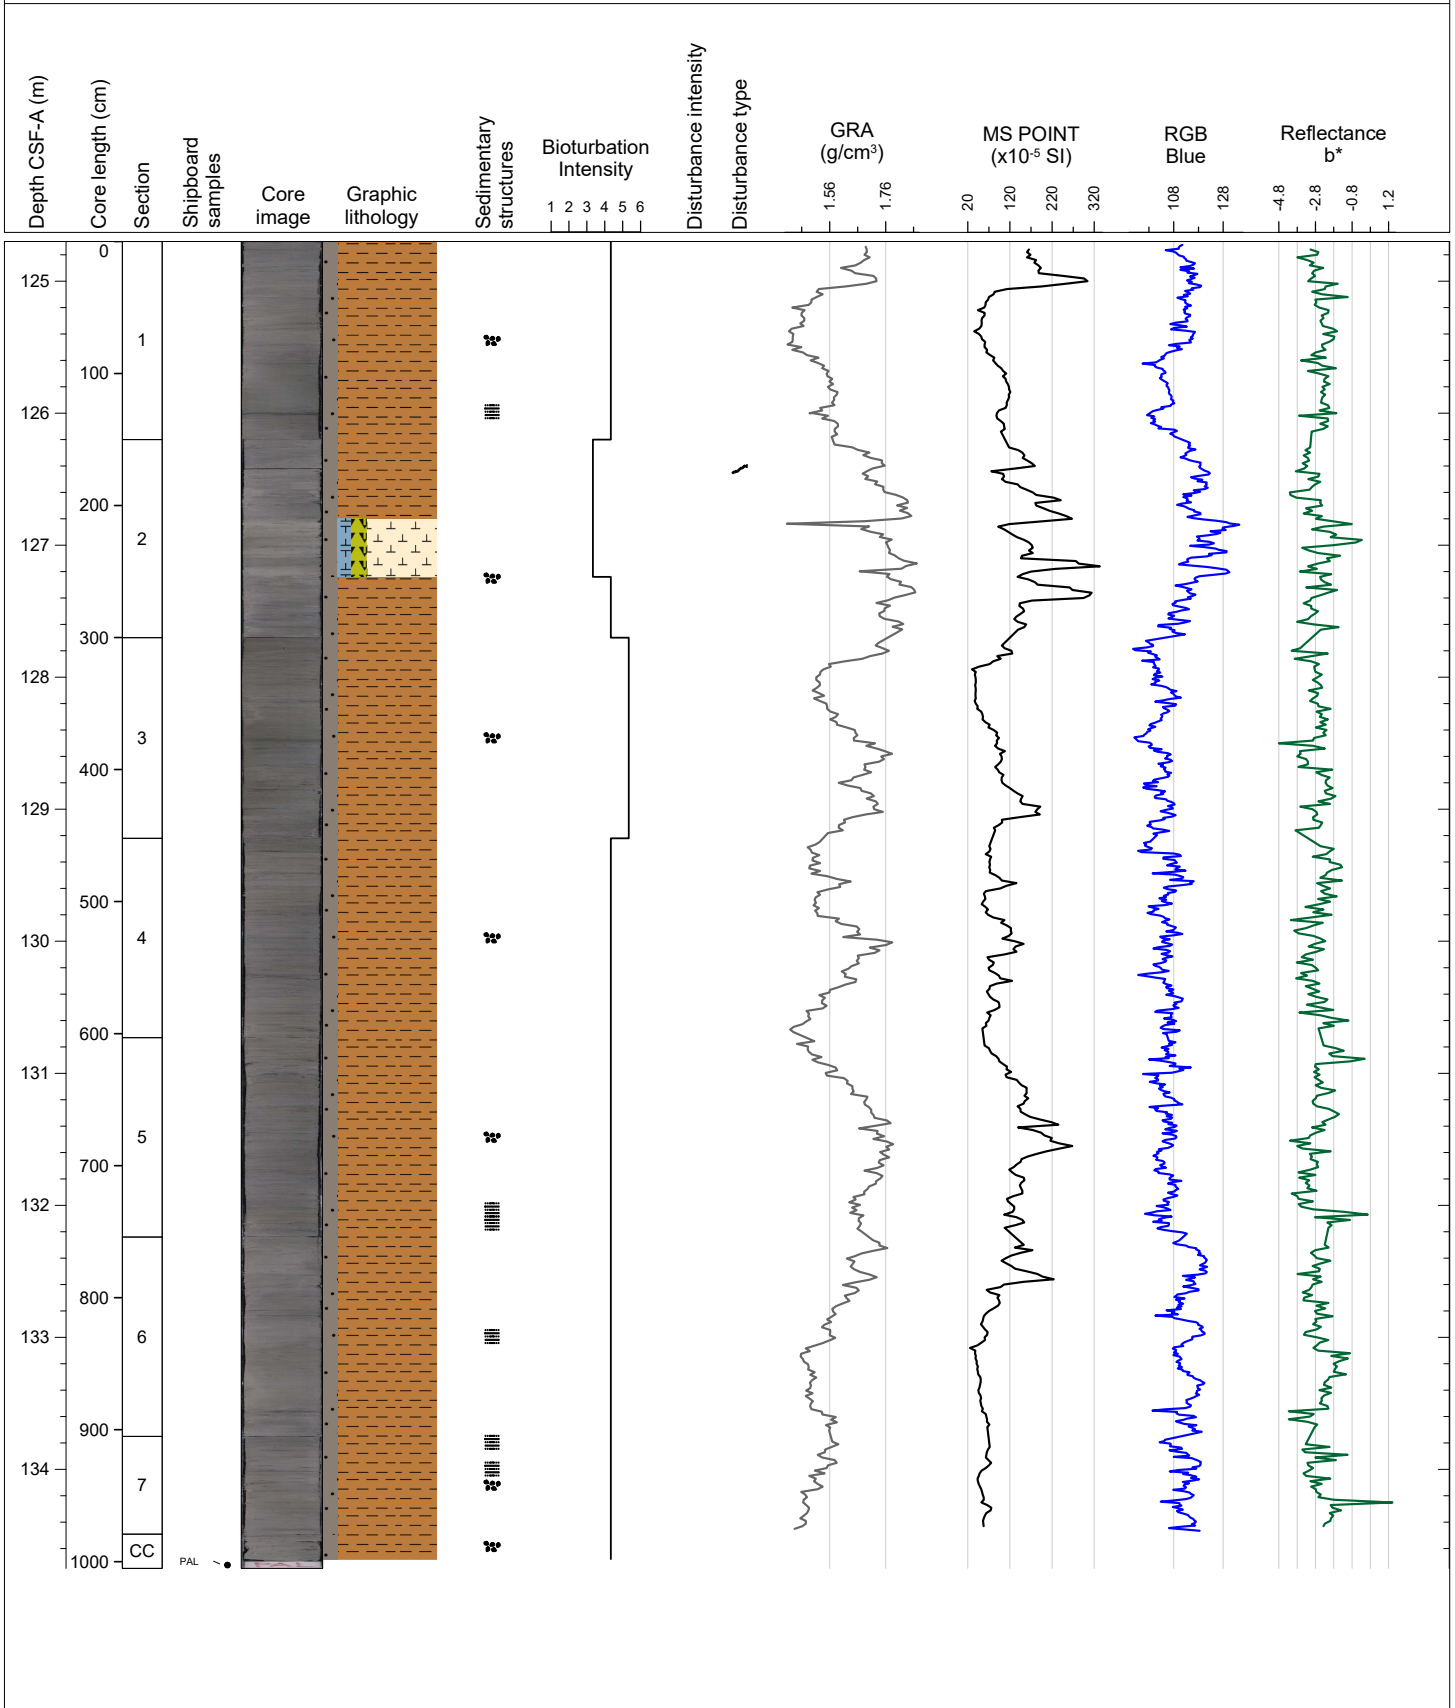 Depth CSF-A (m)
Core length (cm)
Section
Shipboard
samples
Core
image
Graphic
lithology
Sedimentary
structures
Bioturbation
Intensity
1 2 3 4 5 6
Disturbance intensity
Disturbance type
GRA
(g/cm³)
1.56
1.76
MS POINT
(x10⁻⁵ SI)
20
120
220
320
RGB
Blue
108
128
Reflectance
b*
-4.8
-2.8
-0.8
1.2
125
126
127
128
129
130
131
132
133
134
0
100
200
300
400
500
600
700
800
900
1000
1
2
3
4
5
6
7
CC
PAL
PAL